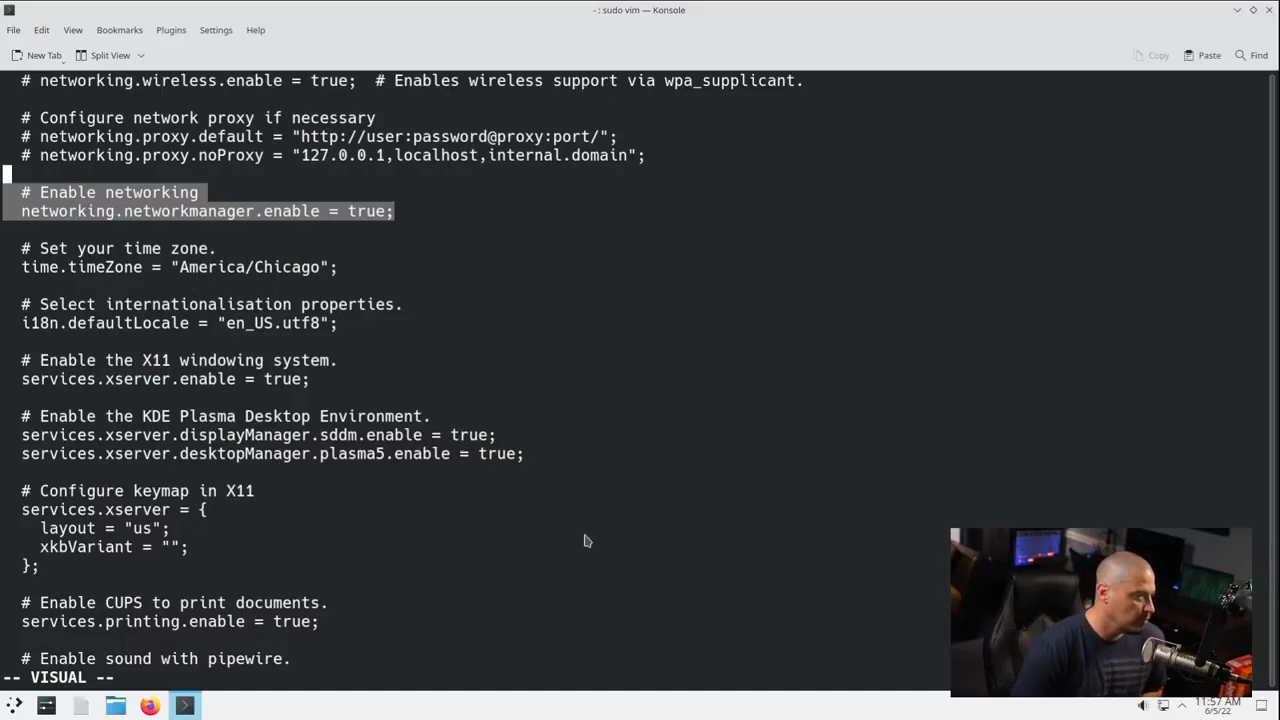 - : sudo vim — Konsole
File Edit View Bookmarks Plugins Settings Help
New Tab Split View Copy Paste Find
# networking.wireless.enable = true;  # Enables wireless support via wpa_supplicant.
# Configure network proxy if necessary
# networking.proxy.default = "http://user:password@proxy:port/";
# networking.proxy.noProxy = "127.0.0.1,localhost,internal.domain";
# Enable networking
networking.networkmanager.enable = true;
# Set your time zone.
time.timeZone = "America/Chicago";
# Select internationalisation properties.
i18n.defaultLocale = "en_US.utf8";
# Enable the X11 windowing system.
services.xserver.enable = true;
# Enable the KDE Plasma Desktop Environment.
services.xserver.displayManager.sddm.enable = true;
services.xserver.desktopManager.plasma5.enable = true;
# Configure keymap in X11
services.xserver = {
layout = "us";
xkbVariant = "";
};
# Enable CUPS to print documents.
services.printing.enable = true;
# Enable sound with pipewire.
-- VISUAL --
11:57 AM
6/5/22